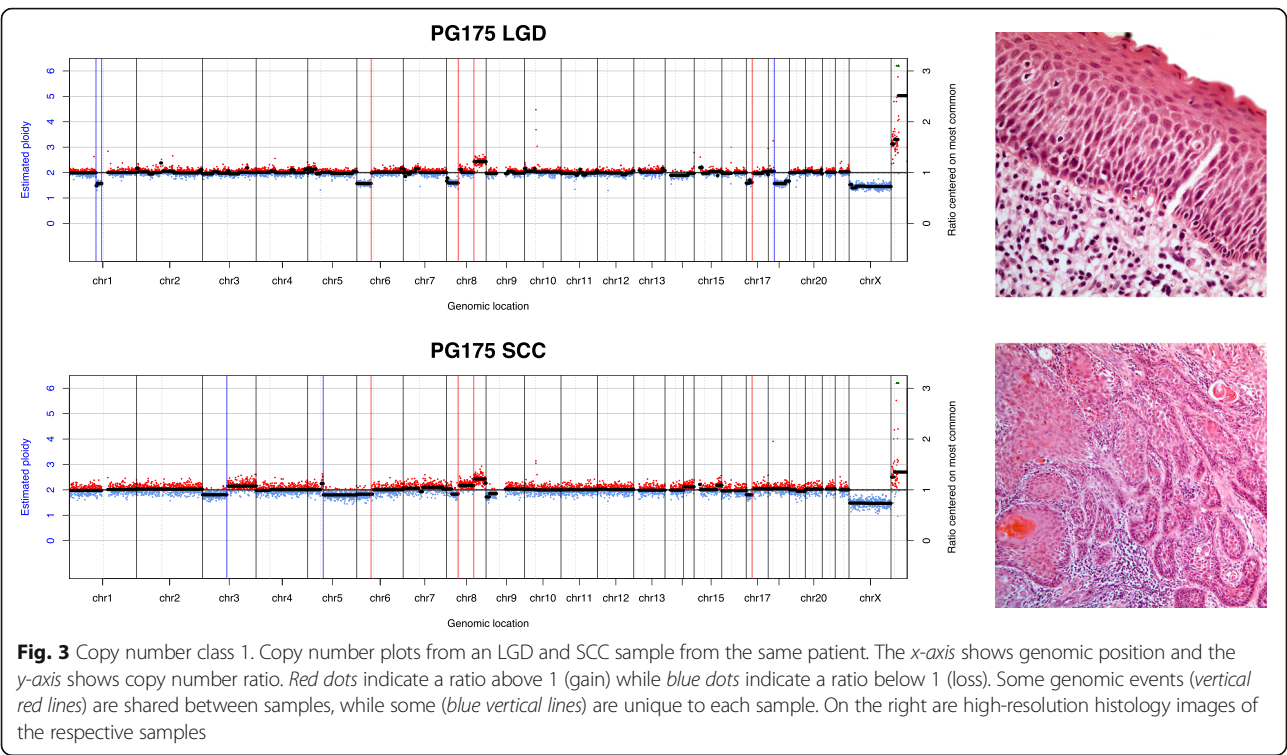 PG175 LGD
6
5
4
3
2
1
0
Estimated ploidy
3
2
1
0
Ratio centered on most common
chr1 chr2 chr3 chr4 chr5 chr6 chr7 chr8 chr9 chr10 chr11 chr12 chr13 chr15 chr17 chr20 chrX
Genomic location
PG175 SCC
6
5
4
3
2
1
0
Estimated ploidy
3
2
1
0
Ratio centered on most common
chr1 chr2 chr3 chr4 chr5 chr6 chr7 chr8 chr9 chr10 chr11 chr12 chr13 chr15 chr17 chr20 chrX
Genomic location
Fig. 3 Copy number class 1. Copy number plots from an LGD and SCC sample from the same patient. The x-axis shows genomic position and the
y-axis shows copy number ratio. Red dots indicate a ratio above 1 (gain) while blue dots indicate a ratio below 1 (loss). Some genomic events (vertical
red lines) are shared between samples, while some (blue vertical lines) are unique to each sample. On the right are high-resolution histology images of
the respective samples